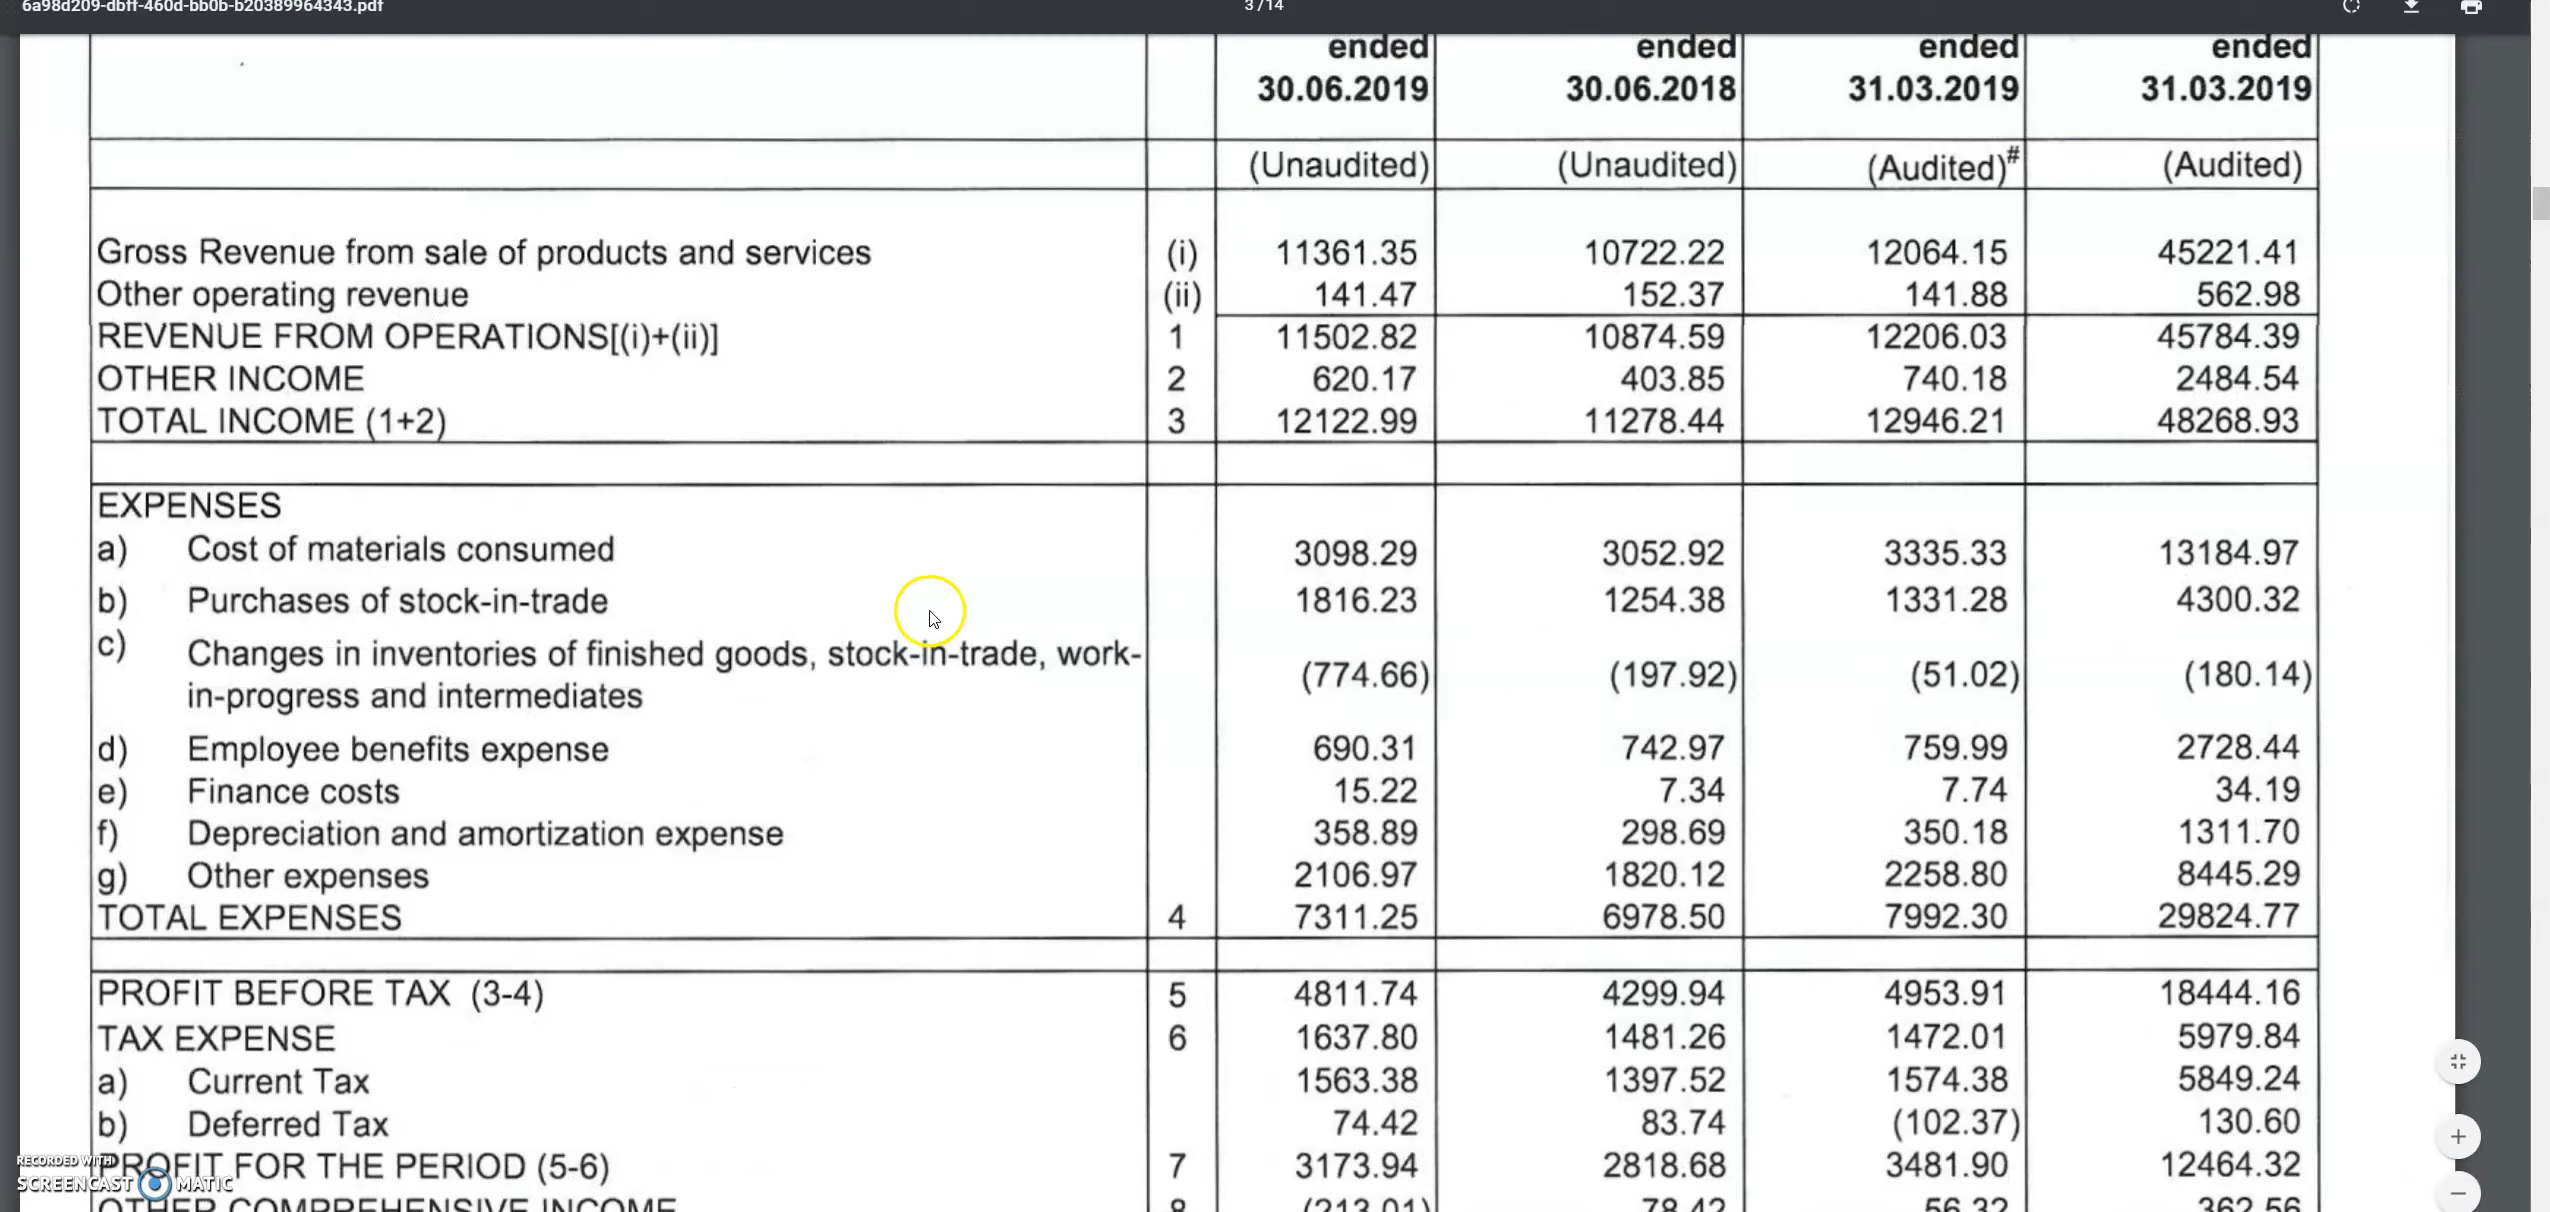 6a98d209-dbff-460d-bb0b-b20389964343.pdf 3 / 14
ended ended ended ended
30.06.2019 30.06.2018 31.03.2019 31.03.2019
(Unaudited) (Unaudited) (Audited)# (Audited)
Gross Revenue from sale of products and services (i) 11361.35 10722.22 12064.15 45221.41
Other operating revenue (ii) 141.47 152.37 141.88 562.98
REVENUE FROM OPERATIONS[(i)+(ii)] 1 11502.82 10874.59 12206.03 45784.39
OTHER INCOME 2 620.17 403.85 740.18 2484.54
TOTAL INCOME (1+2) 3 12122.99 11278.44 12946.21 48268.93
EXPENSES
a) Cost of materials consumed 3098.29 3052.92 3335.33 13184.97
b) Purchases of stock-in-trade 1816.23 1254.38 1331.28 4300.32
c) Changes in inventories of finished goods, stock-in-trade, work-
in-progress and intermediates (774.66) (197.92) (51.02) (180.14)
d) Employee benefits expense 690.31 742.97 759.99 2728.44
e) Finance costs 15.22 7.34 7.74 34.19
f) Depreciation and amortization expense 358.89 298.69 350.18 1311.70
g) Other expenses 2106.97 1820.12 2258.80 8445.29
TOTAL EXPENSES 4 7311.25 6978.50 7992.30 29824.77
PROFIT BEFORE TAX (3-4) 5 4811.74 4299.94 4953.91 18444.16
TAX EXPENSE 6 1637.80 1481.26 1472.01 5979.84
a) Current Tax 1563.38 1397.52 1574.38 5849.24
b) Deferred Tax 74.42 83.74 (102.37) 130.60
PROFIT FOR THE PERIOD (5-6) 7 3173.94 2818.68 3481.90 12464.32
OTHER COMPREHENSIVE INCOME 8 (213.01) 78.42 56.32 362.56
RECORDED WITH
SCREENCAST MATIC